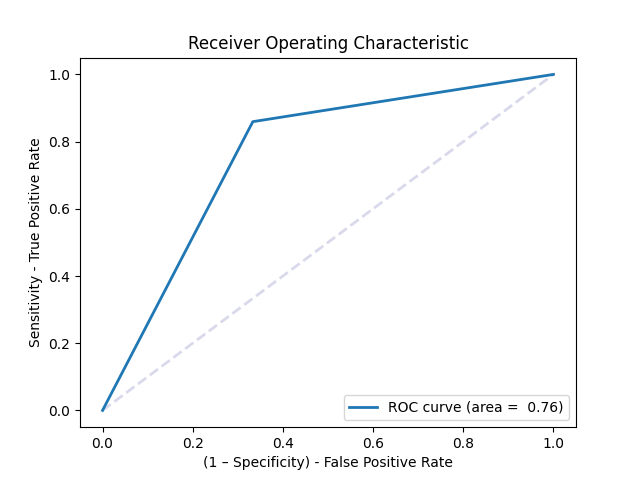 Receiver Operating Characteristic
1.0
0.8
0.6
0.4
0.2
0.0
Sensitivity - True Positive Rate
ROC curve (area =  0.76)
0.0 0.2 0.4 0.6 0.8 1.0
(1 – Specificity) - False Positive Rate